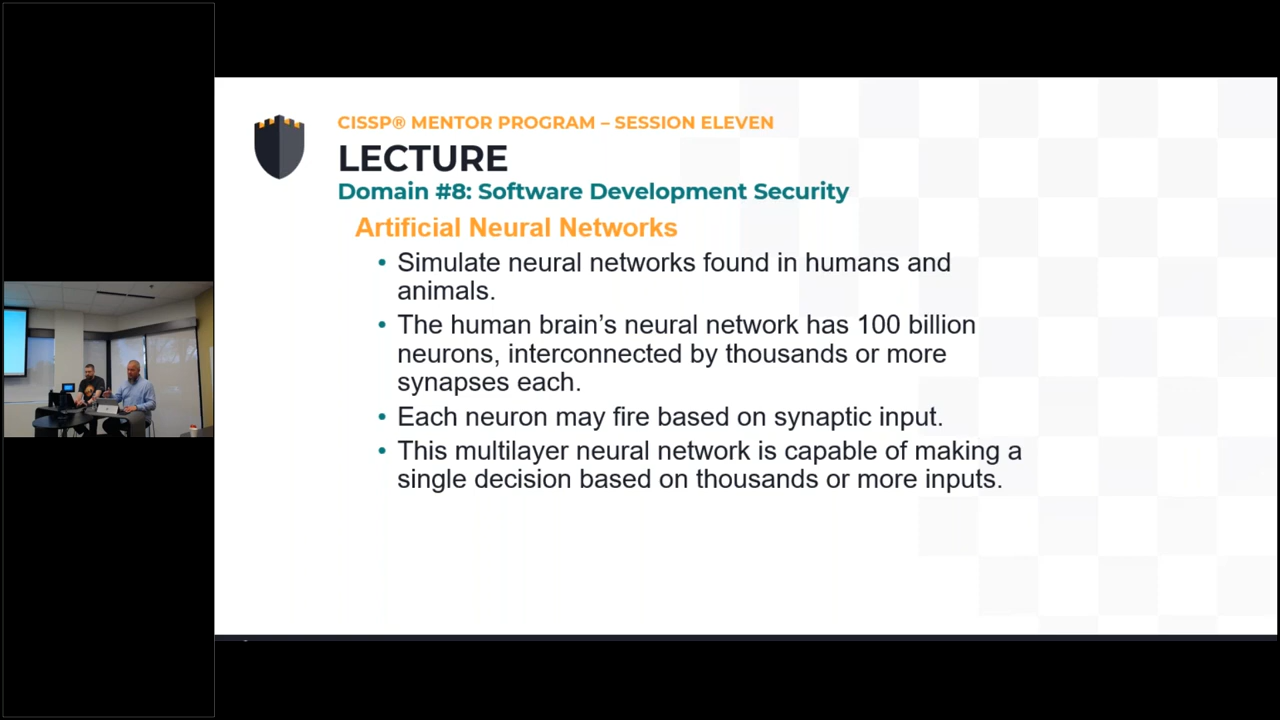 CISSP® MENTOR PROGRAM – SESSION ELEVEN
LECTURE
Domain #8: Software Development Security
Artificial Neural Networks
• Simulate neural networks found in humans and
animals.
• The human brain’s neural network has 100 billion
neurons, interconnected by thousands or more
synapses each.
• Each neuron may fire based on synaptic input.
• This multilayer neural network is capable of making a
single decision based on thousands or more inputs.